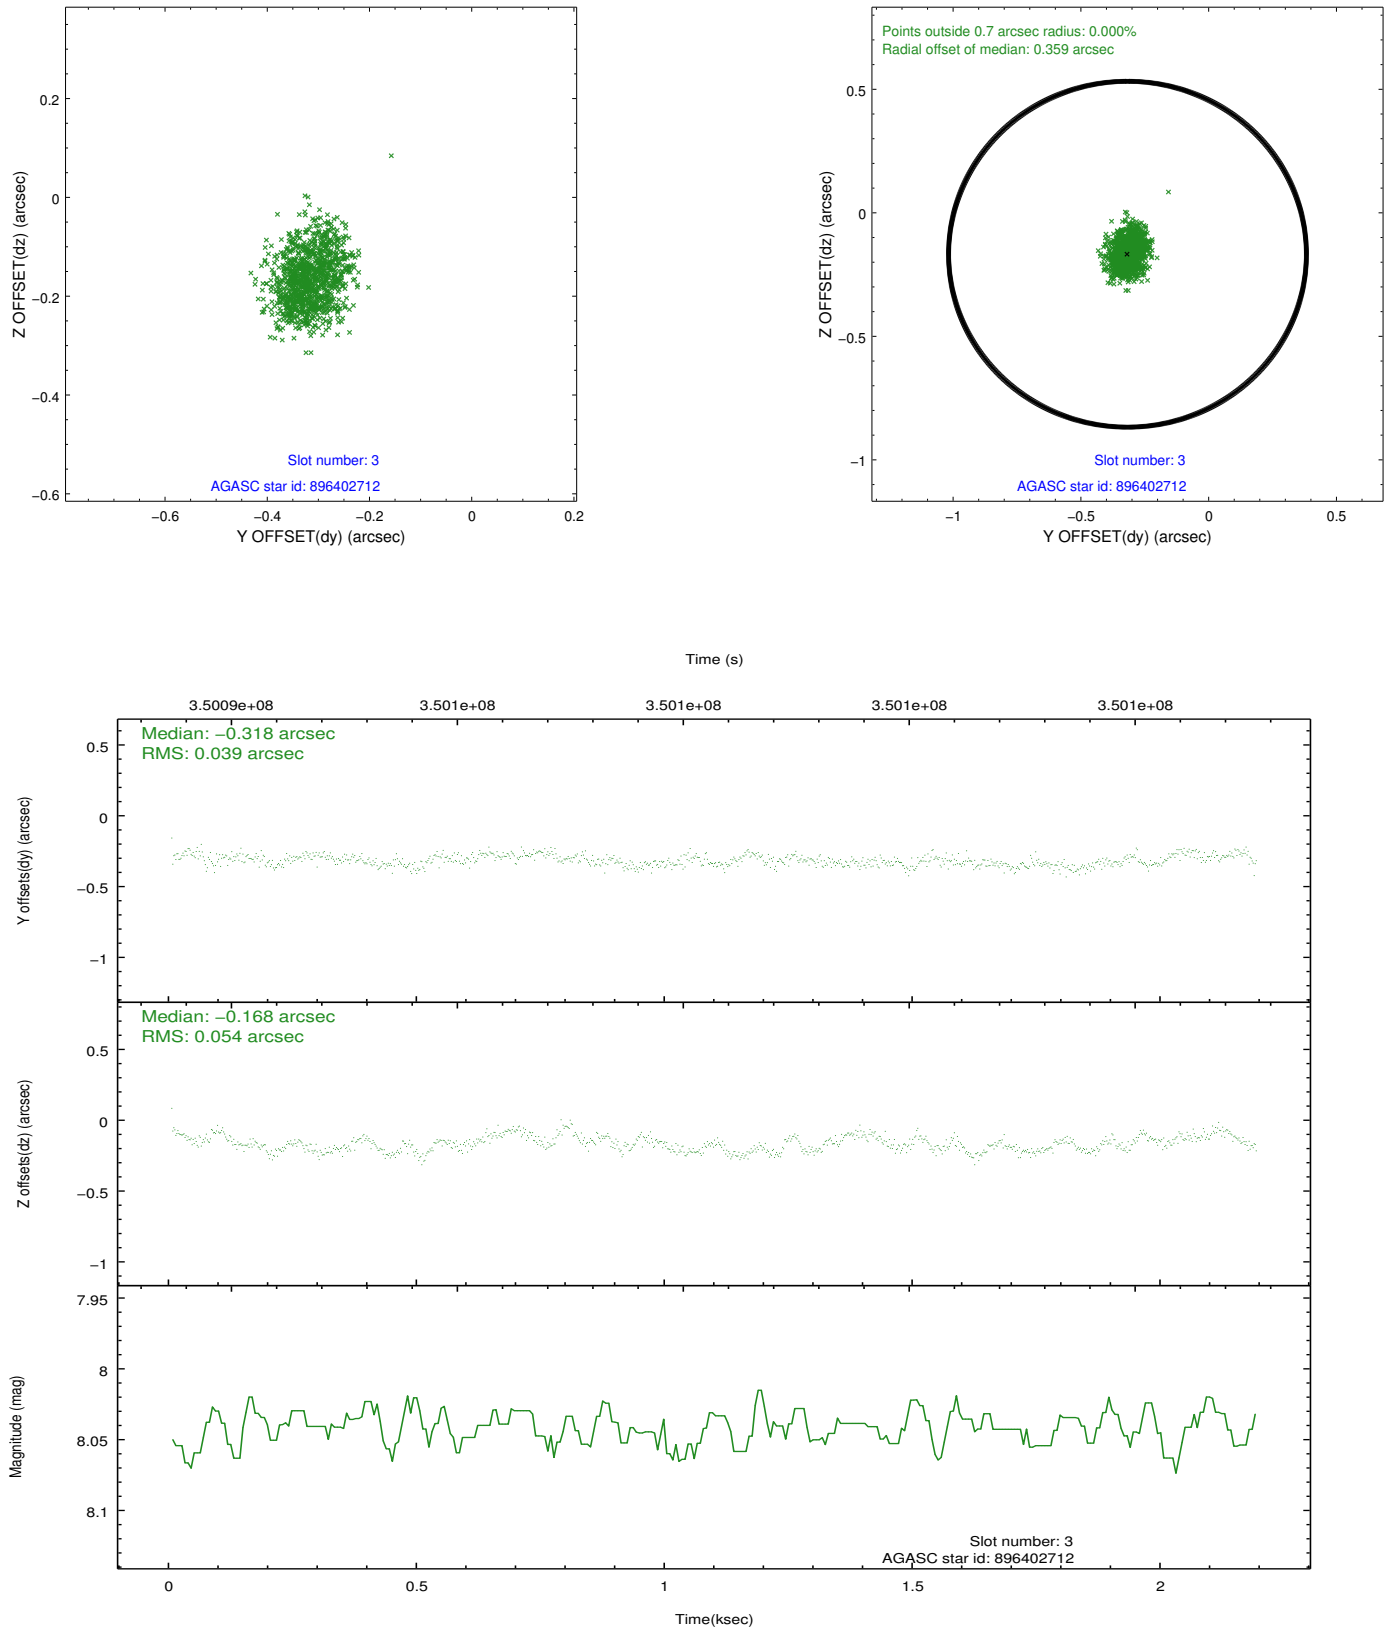 0.2
0
−0.2
−0.4
−0.6
Z OFFSET(dz) (arcsec)
Slot number: 3
AGASC star id: 896402712
−0.6 −0.4 −0.2 0 0.2
Y OFFSET(dy) (arcsec)
Points outside 0.7 arcsec radius: 0.000%
Radial offset of median: 0.359 arcsec
0.5
0
−0.5
−1
Z OFFSET(dz) (arcsec)
Slot number: 3
AGASC star id: 896402712
−1 −0.5 0 0.5
Y OFFSET(dy) (arcsec)
Time (s)
3.5009e+08 3.501e+08 3.501e+08 3.501e+08 3.501e+08
Median: −0.318 arcsec
RMS: 0.039 arcsec
0.5
0
−0.5
−1
Y offsets(dy) (arcsec)
Median: −0.168 arcsec
RMS: 0.054 arcsec
0.5
0
−0.5
−1
Z offsets(dz) (arcsec)
7.95
8
8.05
8.1
Magnitude (mag)
Slot number: 3
AGASC star id: 896402712
0 0.5 1 1.5 2
Time(ksec)